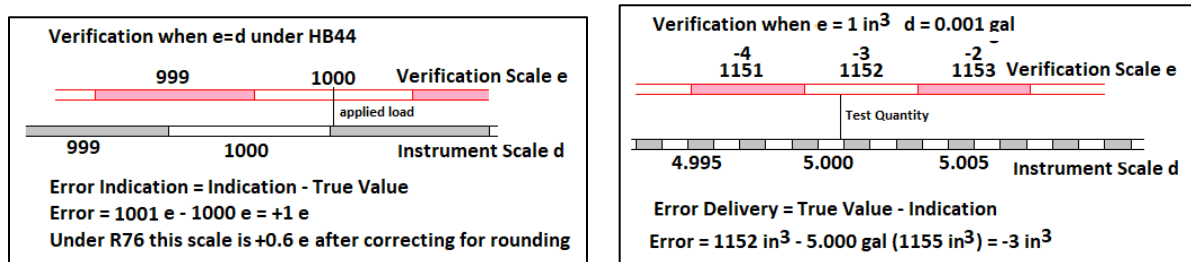 Verification when e=d under HB44
999 1000 Verification Scale e
applied load
999 1000 Instrument Scale d
Error Indication = Indication - True Value
Error = 1001 e - 1000 e = +1 e
Under R76 this scale is +0.6 e after correcting for rounding
Verification when e = 1 in³ d = 0.001 gal
-4 -3 -2
1151 1152 1153 Verification Scale e
Test Quantity
4.995 5.000 5.005 Instrument Scale d
Error Delivery = True Value - Indication
Error = 1152 in³ - 5.000 gal (1155 in³) = -3 in³